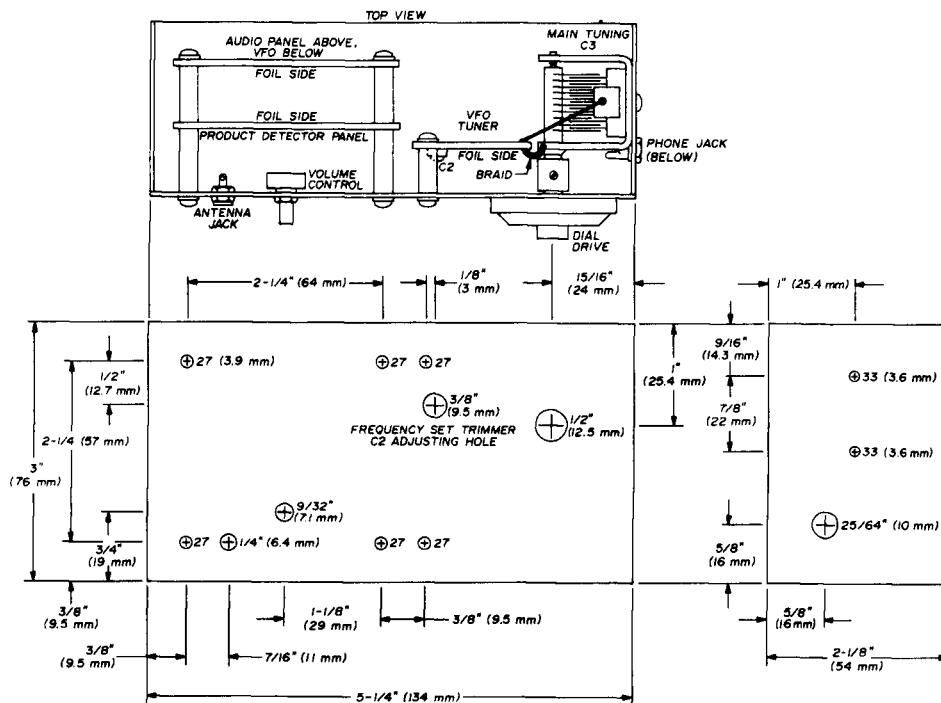 TOP VIEW
AUDIO PANEL ABOVE,
VFO BELOW
FOIL SIDE
FOIL SIDE
PRODUCT DETECTOR PANEL
MAIN TUNING
C3
VFO
TUNER
FOIL SIDE
C2
BRAID
PHONE JACK
(BELOW)
VOLUME
CONTROL
ANTENNA
JACK
DIAL
DRIVE
2-1/4" (64 mm)
1/8"
(3 mm)
15/16"
(24 mm)
1" (25.4 mm)
27 (3.9 mm)
27
27
1/2"
(12.7 mm)
3/8"
(9.5 mm)
1"
(25.4 mm)
9/16"
(14.3 mm)
33 (3.6 mm)
7/8"
(22 mm)
1/2"
(12.5 mm)
FREQUENCY SET TRIMMER
C2 ADJUSTING HOLE
2-1/4 (57 mm)
33 (3.6 mm)
3"
(76 mm)
9/32"
(7.1 mm)
25/64" (10 mm)
27
1/4" (6.4 mm)
27
27
3/4"
(19 mm)
5/8"
(16 mm)
3/8"
(9.5 mm)
1-1/8"
(29 mm)
3/8" (9.5 mm)
5/8"
(16mm)
3/8"
(9.5 mm)
7/16" (11 mm)
2-1/8"
(54 mm)
5-1/4" (134 mm)